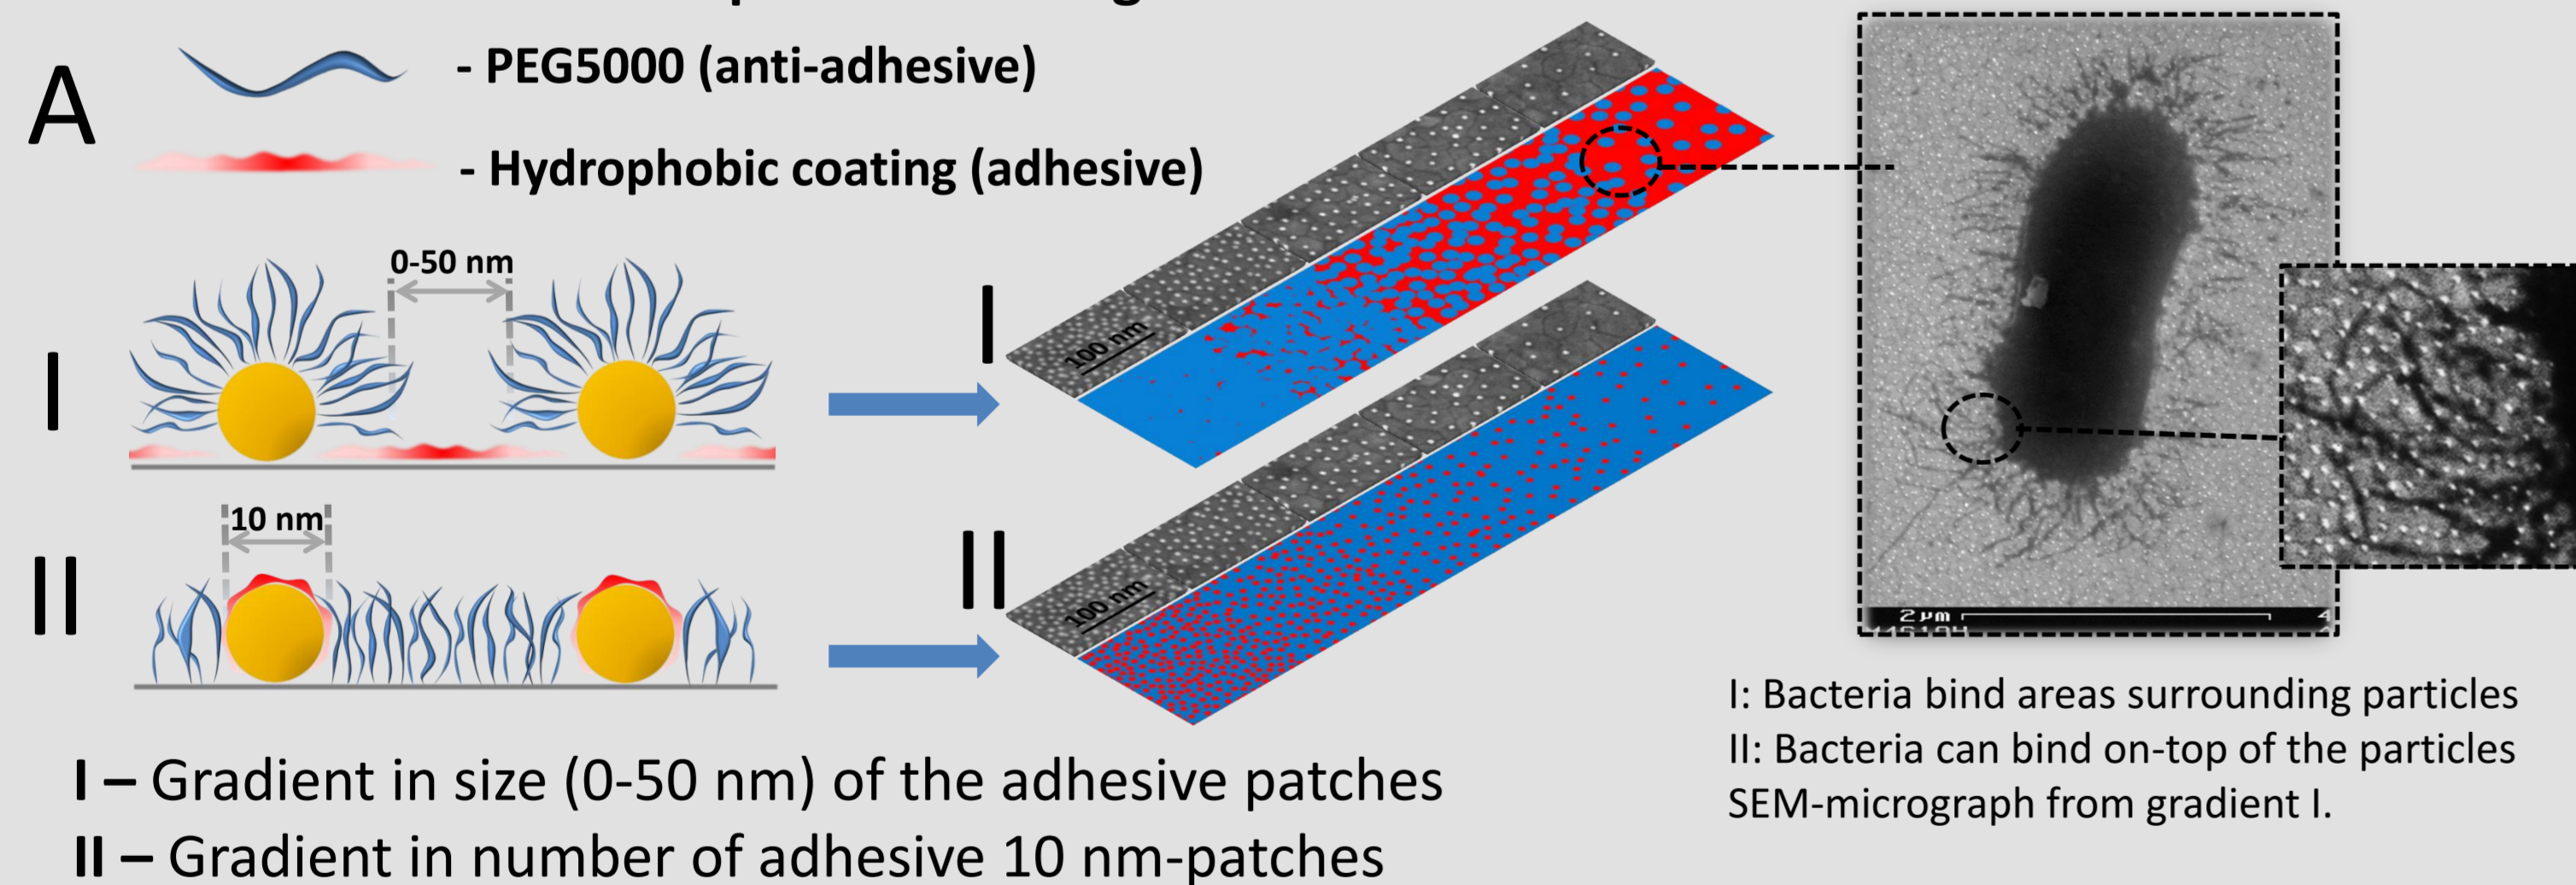 A
- PEG5000 (anti-adhesive)
- Hydrophobic coating (adhesive)
0-50 nm
I
I
100 nm
10 nm
II
II
100 nm
2µm
I: Bacteria bind areas surrounding particles
II: Bacteria can bind on-top of the particles
SEM-micrograph from gradient I.
I – Gradient in size (0-50 nm) of the adhesive patches
II – Gradient in number of adhesive 10 nm-patches